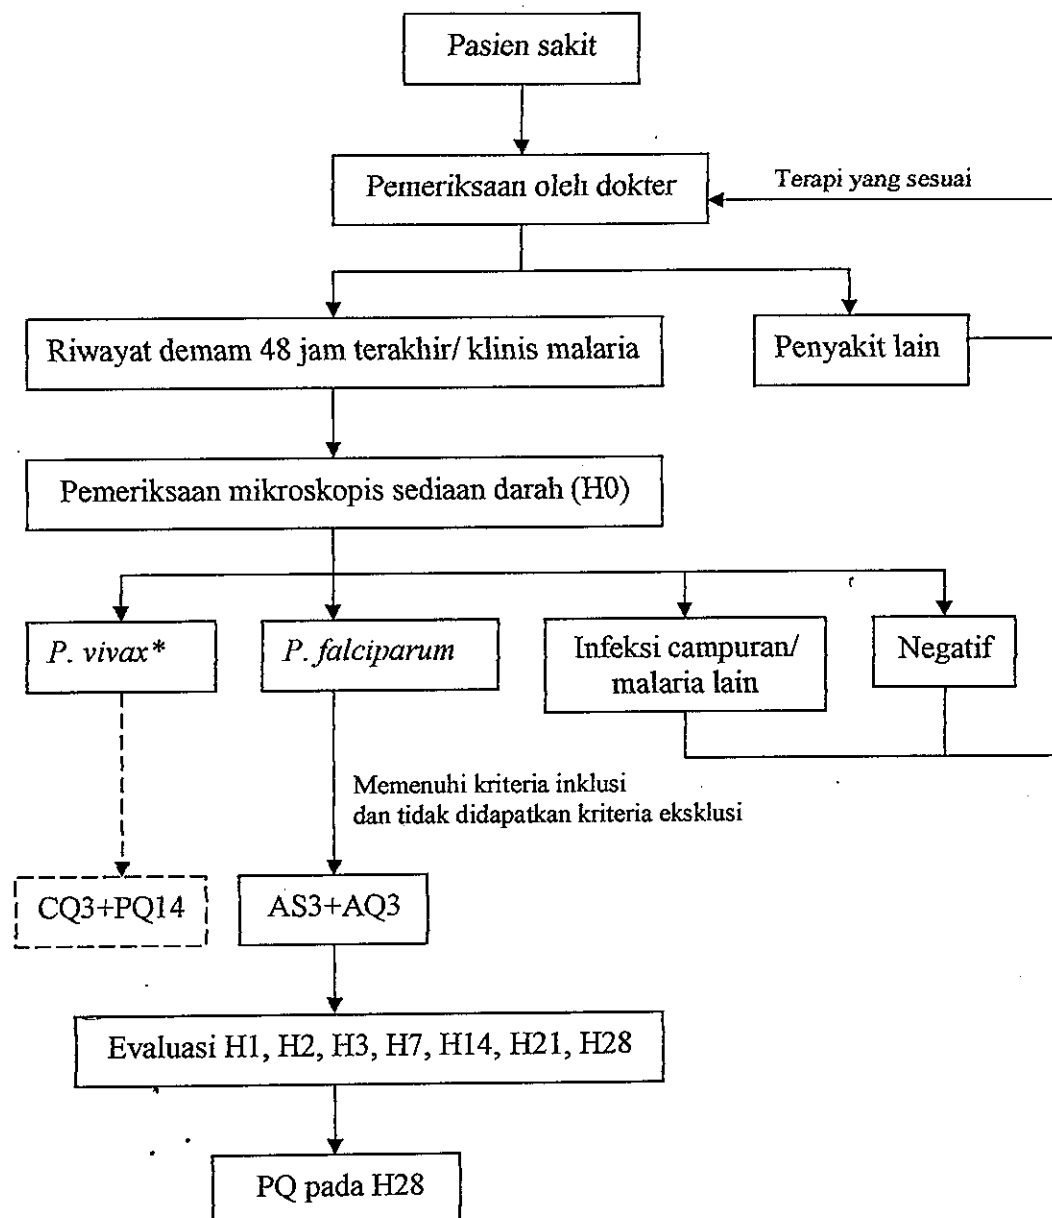 Pasien sakit
Pemeriksaan oleh dokter
Terapi yang sesuai
Riwayat demam 48 jam terakhir/ klinis malaria
Penyakit lain
Pemeriksaan mikroskopis sediaan darah (H0)
P. vivax*
P. falciparum
Infeksi campuran/
malaria lain
Negatif
Memenuhi kriteria inklusi
dan tidak didapatkan kriteria eksklusi
CQ3+PQ14
AS3+AQ3
Evaluasi H1, H2, H3, H7, H14, H21, H28
PQ pada H28